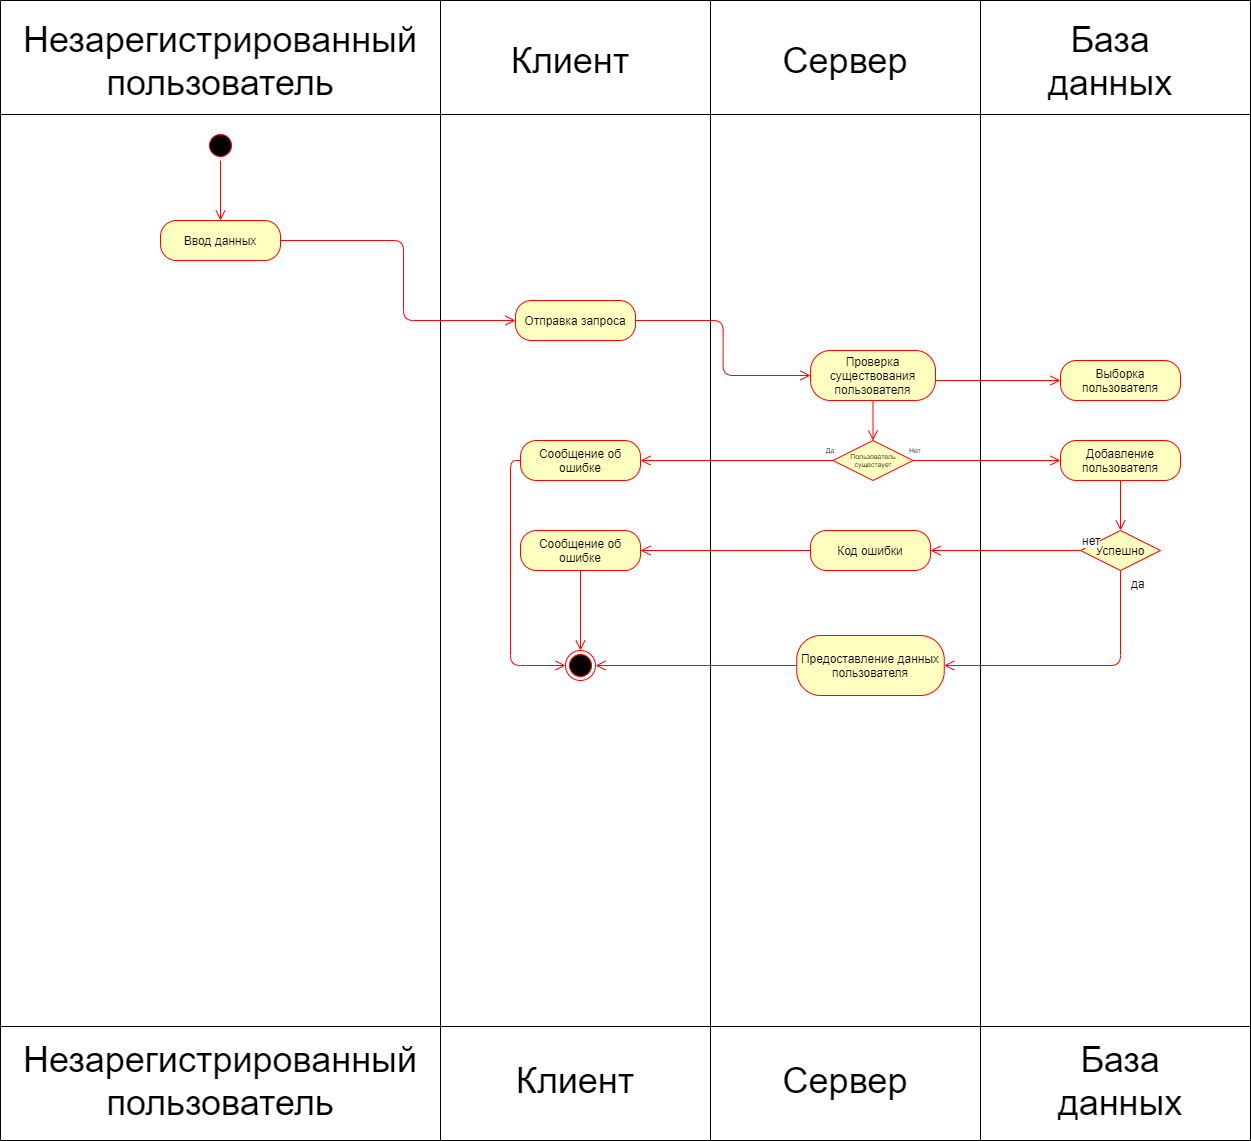 Незарегистрированный
пользователь
Клиент
Сервер
База
данных
Ввод данных
Отправка запроса
Проверка
существования
пользователя
Выборка
пользователя
Сообщение об
ошибке
Да
Пользователь
существует
Нет
Добавление
пользователя
Сообщение об
ошибке
Код ошибки
нет
Успешно
да
Предоставление данных
пользователя
Незарегистрированный
пользователь
Клиент
Сервер
База
данных